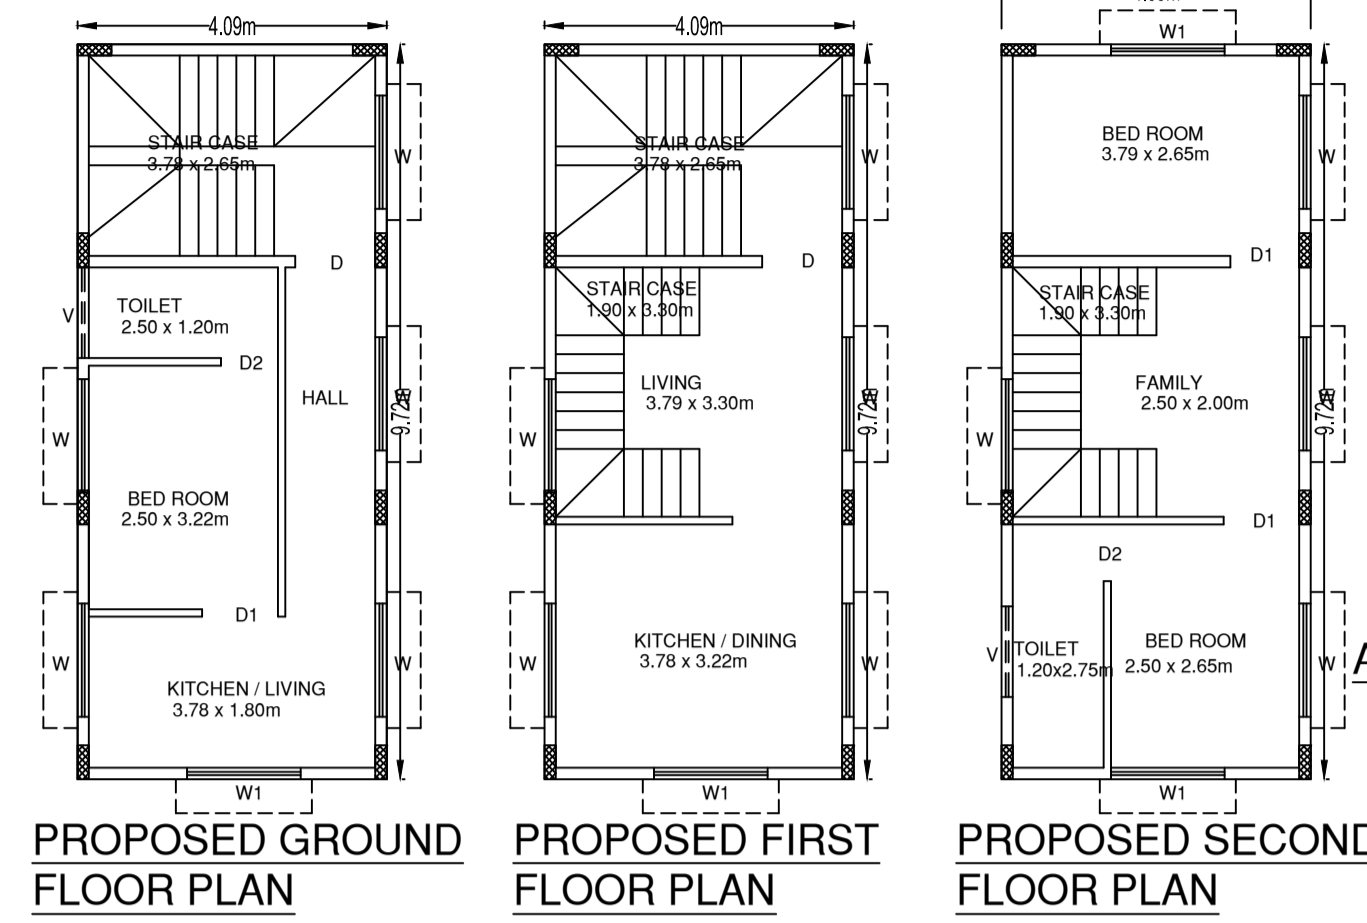 4.09m
STAIR CASE
3.78 x 2.65m
W
D
TOILET
2.50 x 1.20m
V
D2
HALL
W
9.72m
W
BED ROOM
2.50 x 3.22m
D1
W
W
KITCHEN / LIVING
3.78 x 1.80m
W1
PROPOSED GROUND
FLOOR PLAN
4.09m
STAIR CASE
3.78 x 2.65m
W
D
STAIR CASE
1.90 x 3.30m
LIVING
3.79 x 3.30m
W
9.72m
W
KITCHEN / DINING
3.78 x 3.22m
W
W
W1
PROPOSED FIRST
FLOOR PLAN
W1
BED ROOM
3.79 x 2.65m
W
D1
STAIR CASE
1.90 x 3.30m
FAMILY
2.50 x 2.00m
W
9.72m
W
D1
D2
V
TOILET
1.20x2.75m
BED ROOM
2.50 x 2.65m
W
W1
PROPOSED SECOND
FLOOR PLAN